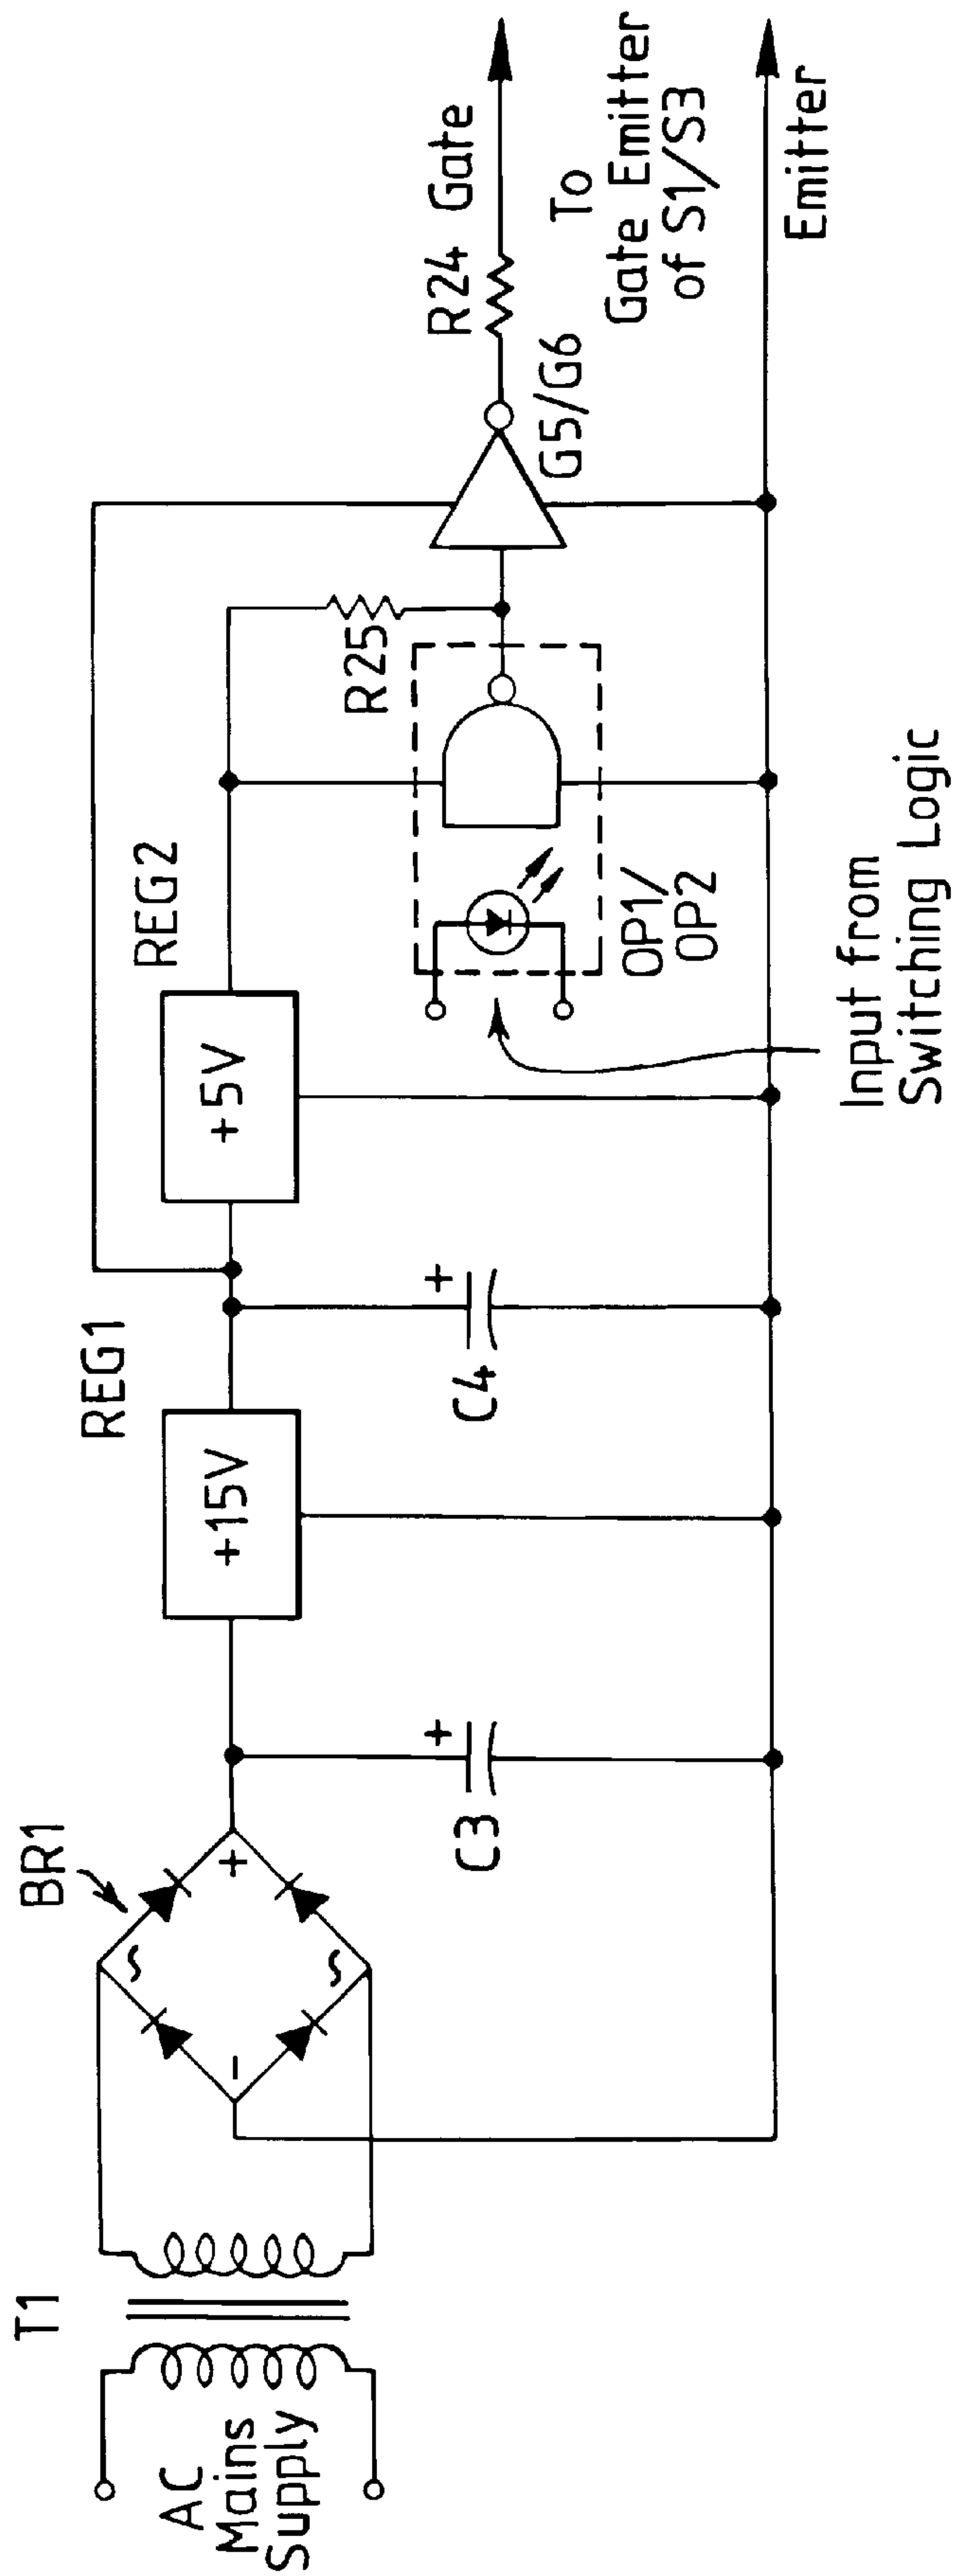 T1
AC
Mains
Supply
BR1
~
~
+
−
C3
+
REG1
+15V
C4
+
REG2
+5V
R25
OP1/
OP2
Input from
Switching Logic
G5/G6
R24 Gate
To
Gate Emitter
of S1/S3
Emitter